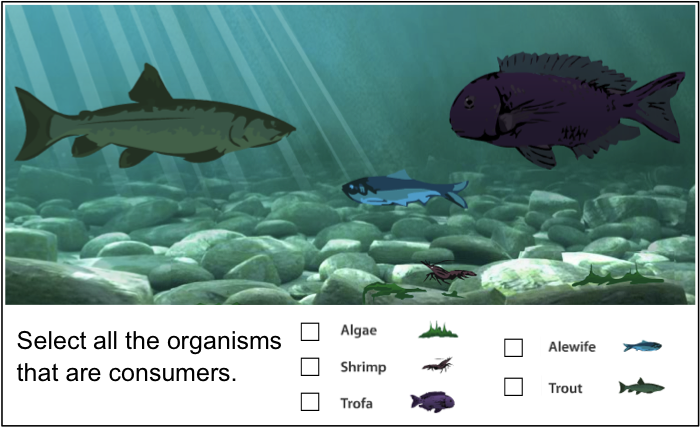 Select all the organisms
that are consumers.
Algae
Shrimp
Trofa
Alewife
Trout